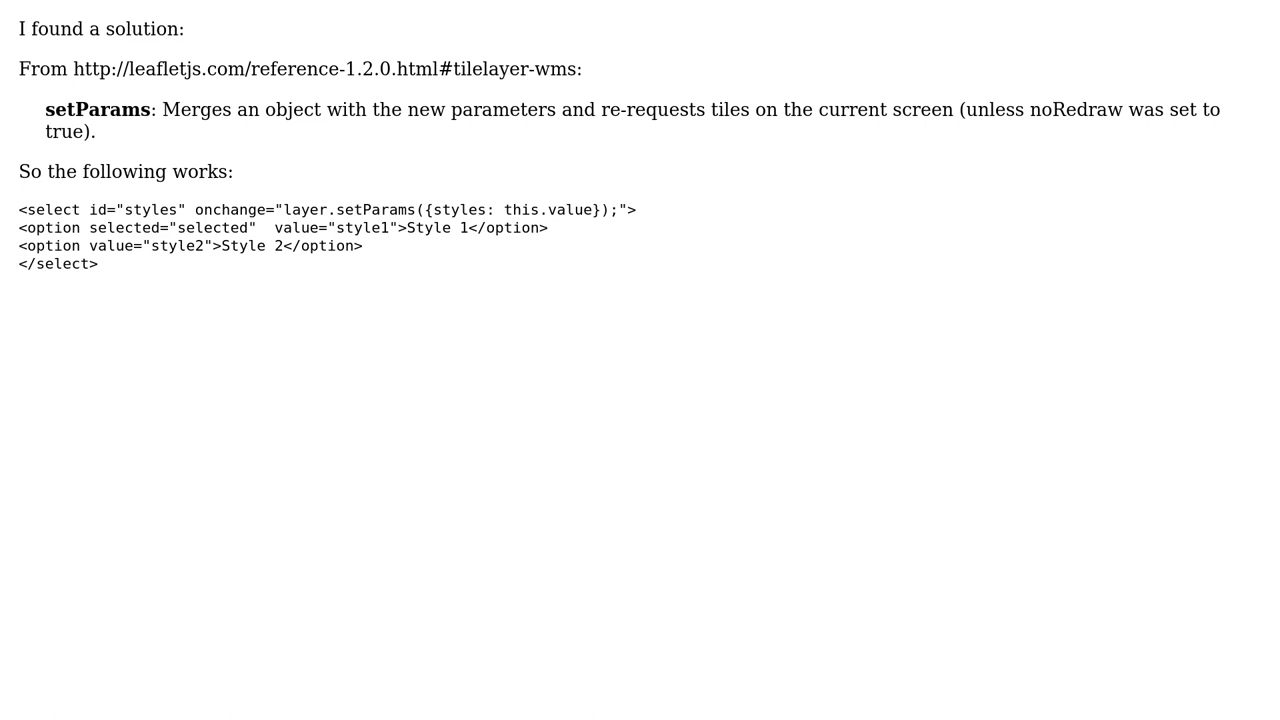 I found a solution:
From http://leafletjs.com/reference-1.2.0.html#tilelayer-wms:
setParams: Merges an object with the new parameters and re-requests tiles on the current screen (unless noRedraw was set to
true).
So the following works:
<select id="styles" onchange="layer.setParams({styles: this.value});">
<option selected="selected"  value="style1">Style 1</option>
<option value="style2">Style 2</option>
</select>